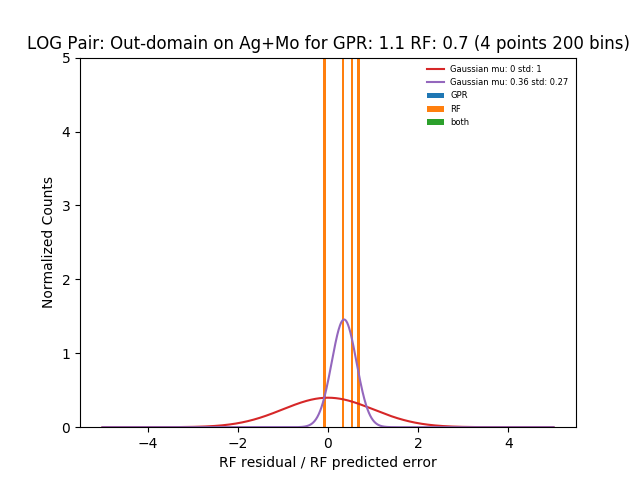 LOG Pair: Out-domain on Ag+Mo for GPR: 1.1 RF: 0.7 (4 points 200 bins)
Gaussian mu: 0 std: 1
Gaussian mu: 0.36 std: 0.27
GPR
RF
both
Normalized Counts
5
4
3
2
1
0
−4
−2
0
2
4
RF residual / RF predicted error